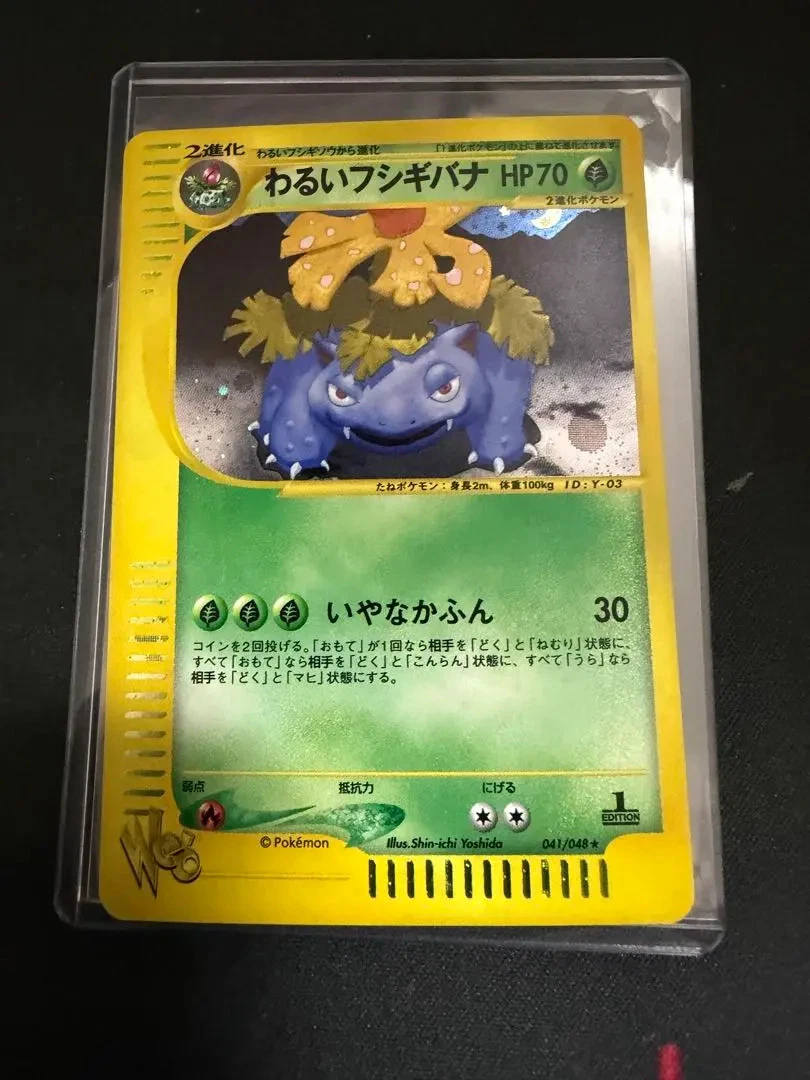 2進化 わるいフシギソウから進化 「1進化ポケモン」の上に重ねて進化させます
わるいフシギバナ HP70
2進化ポケモン
たねポケモン：身長2m、体重100kg ID:Y-03
いやなかふん 30
コインを2回投げる。「おもて」が1回なら相手を「どく」と「ねむり」状態に、
すべて「おもて」なら相手を「どく」と「こんらん」状態に、すべて「うら」なら
相手を「どく」と「マヒ」状態にする。
弱点 抵抗力 にげる
1
EDITION
©Pokémon Illus.Shin-ichi Yoshida 041/048★
Web